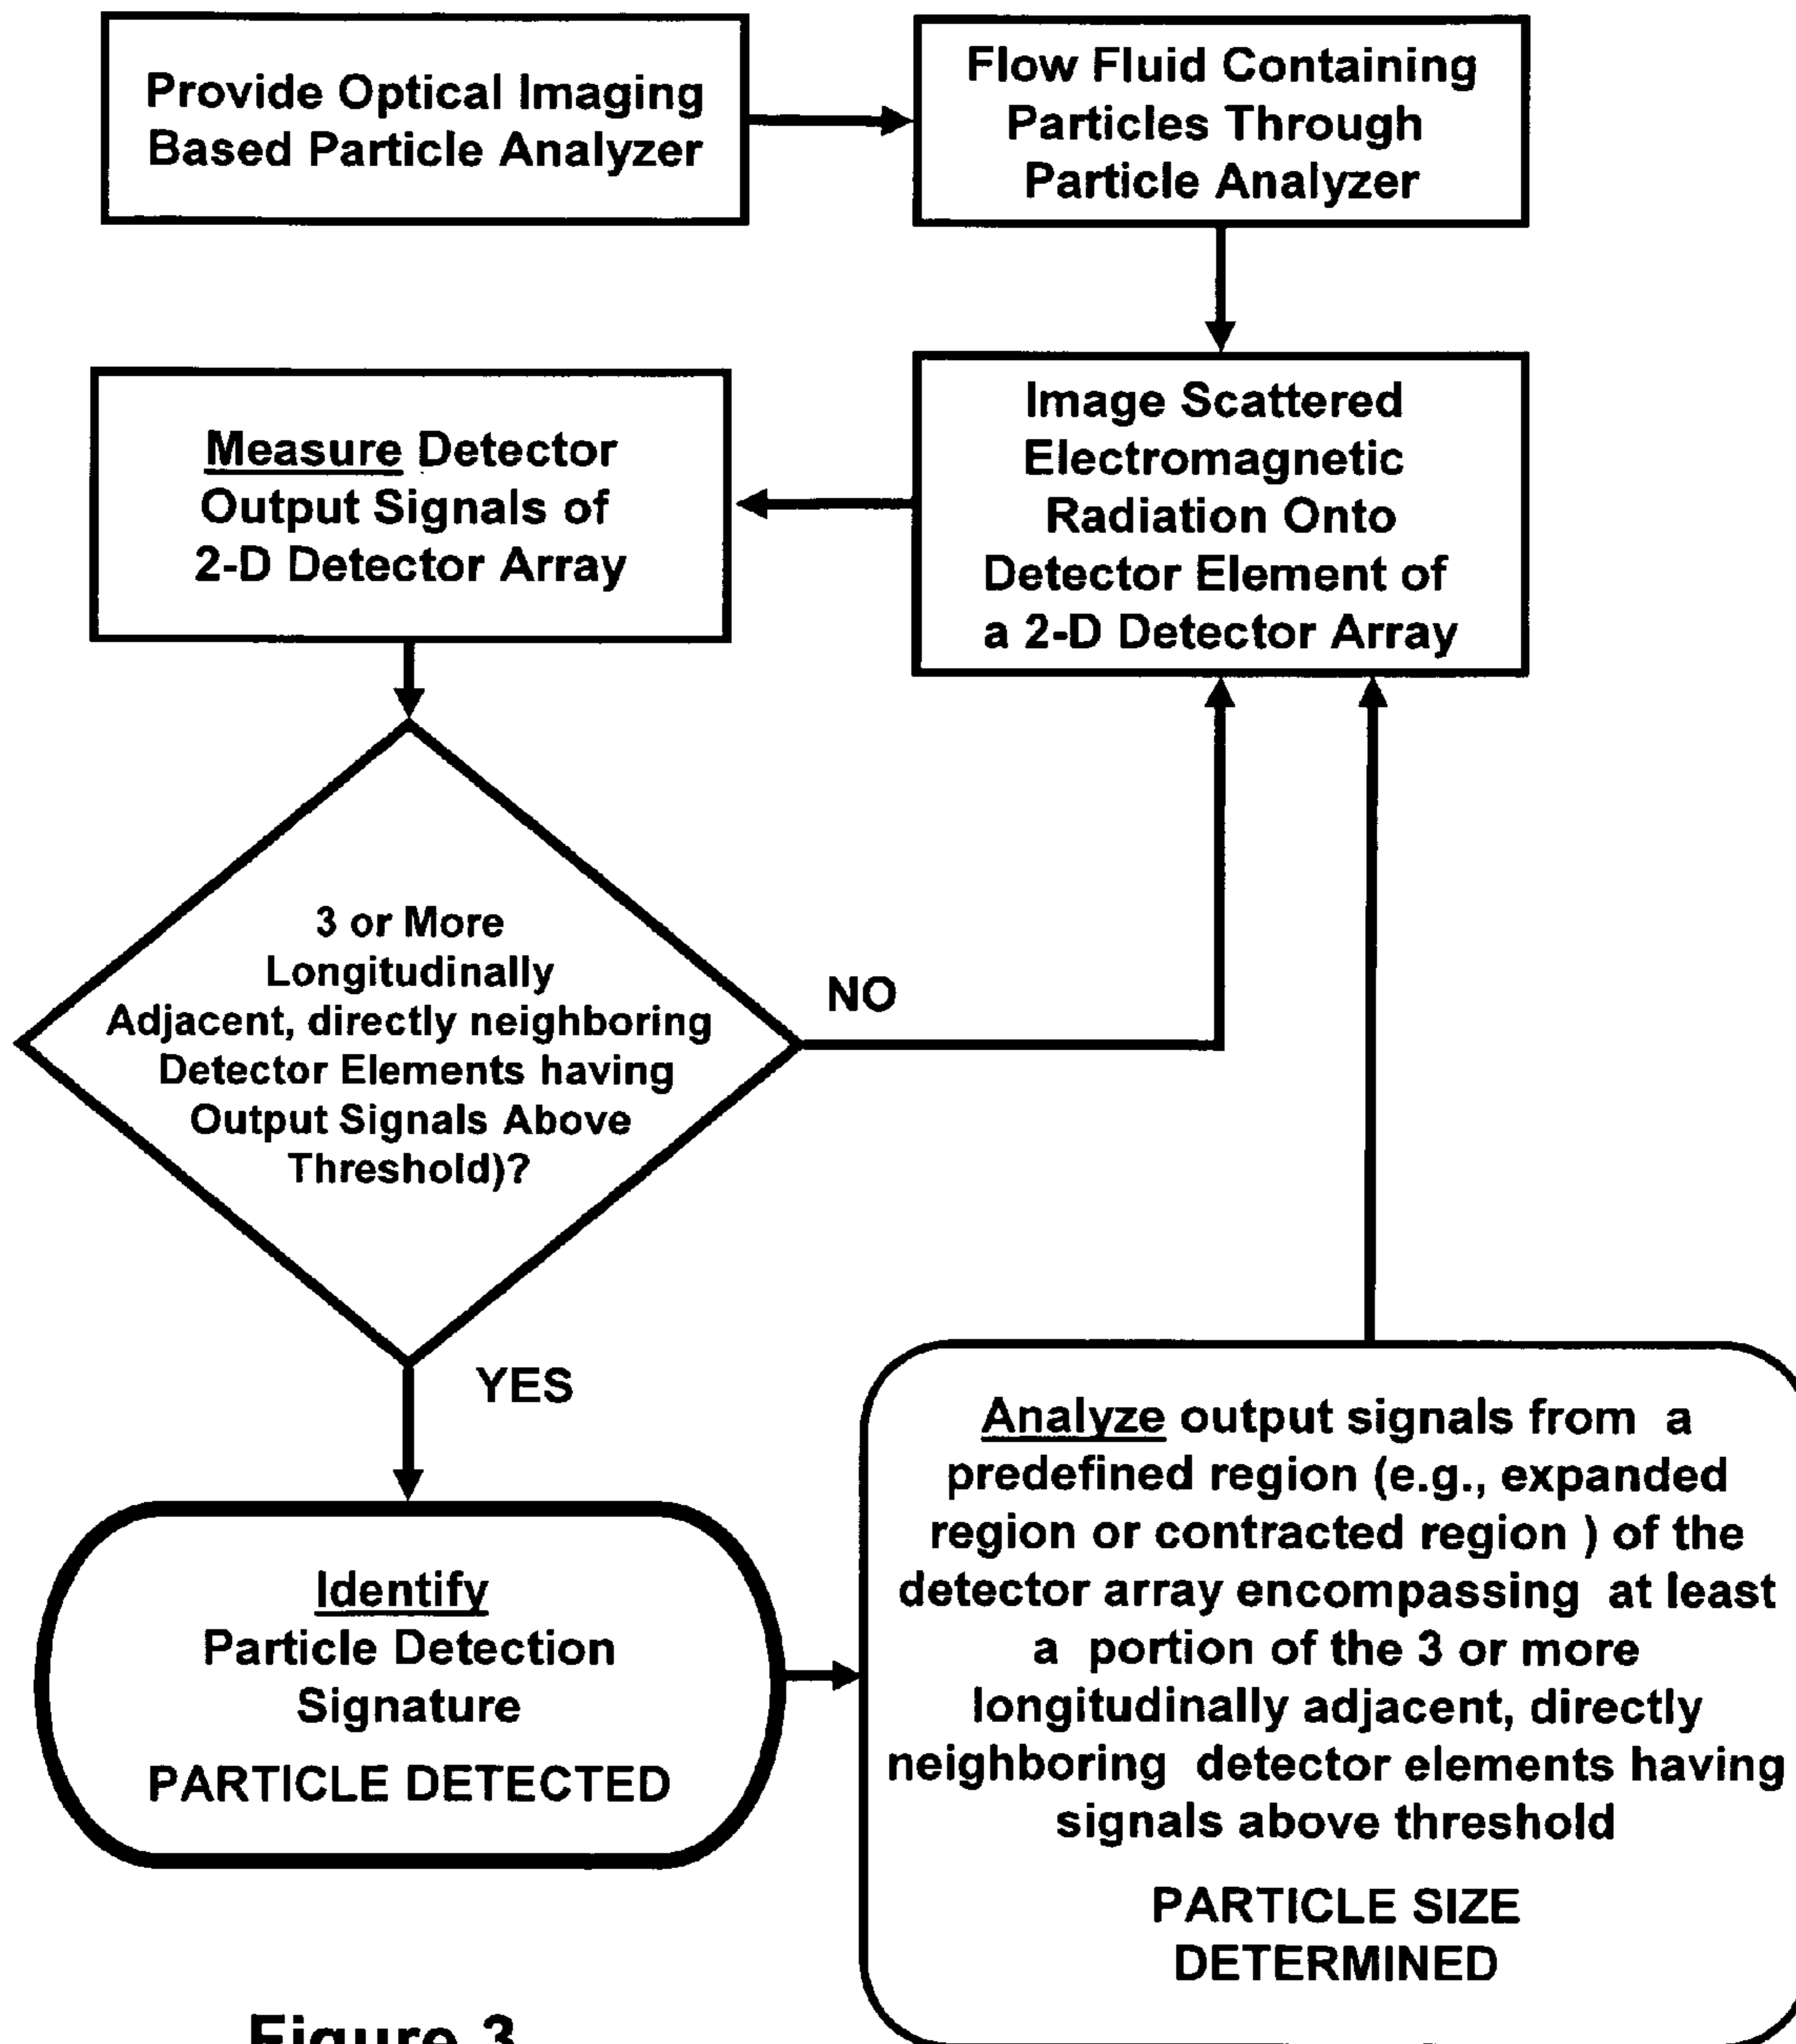 Provide Optical Imaging
Based Particle Analyzer
Flow Fluid Containing
Particles Through
Particle Analyzer
Image Scattered
Electromagnetic
Radiation Onto
Detector Element of
a 2-D Detector Array
Measure Detector
Output Signals of
2-D Detector Array
3 or More
Longitudinally
Adjacent, directly neighboring
Detector Elements having
Output Signals Above
Threshold)?
NO
YES
Identify
Particle Detection
Signature
PARTICLE DETECTED
Analyze output signals from a
predefined region (e.g., expanded
region or contracted region ) of the
detector array encompassing at least
a portion of the 3 or more
longitudinally adjacent, directly
neighboring detector elements having
signals above threshold
PARTICLE SIZE
DETERMINED
Figure 3